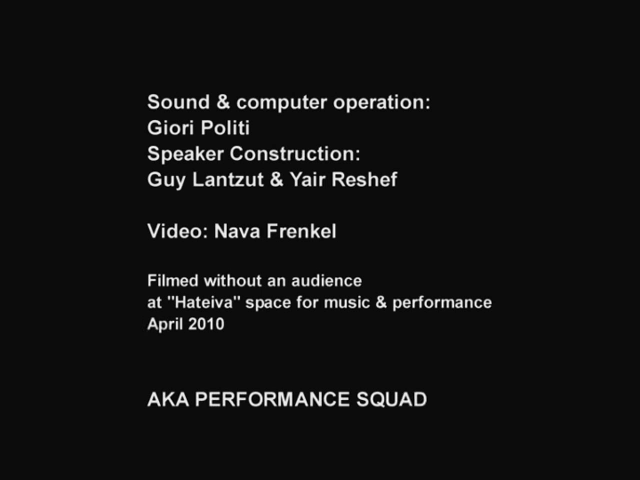 Sound & computer operation:
Giori Politi
Speaker Construction:
Guy Lantzut & Yair Reshef
Video: Nava Frenkel
Filmed without an audience
at "Hateiva" space for music & performance
April 2010
AKA PERFORMANCE SQUAD